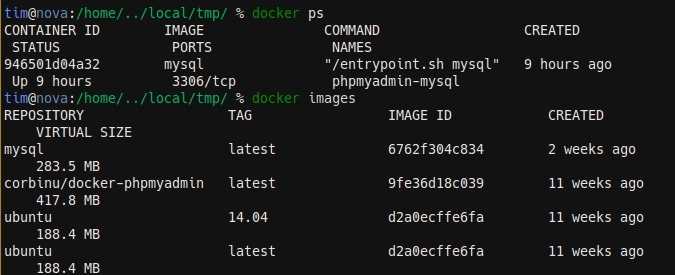 tim@nova:/home/../local/tmp/ % docker ps
CONTAINER ID        IMAGE               COMMAND                CREATED
 STATUS              PORTS               NAMES
946501d04a32        mysql               "/entrypoint.sh mysql"   9 hours ago
 Up 9 hours          3306/tcp            phpmyadmin-mysql
tim@nova:/home/../local/tmp/ % docker images
REPOSITORY                  TAG                 IMAGE ID            CREATED
    VIRTUAL SIZE
mysql                       latest              6762f304c834        2 weeks ago
    283.5 MB
corbinu/docker-phpmyadmin   latest              9fe36d18c039        11 weeks ago
    417.8 MB
ubuntu                      14.04               d2a0ecffe6fa        11 weeks ago
    188.4 MB
ubuntu                      latest              d2a0ecffe6fa        11 weeks ago
    188.4 MB